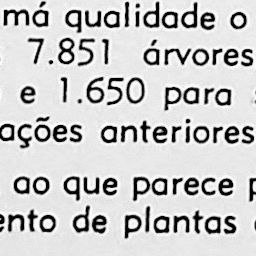 má qualidade o
7.851 árvores
e 1.650 para
ações anteriores
ao que parece
ento de plantas